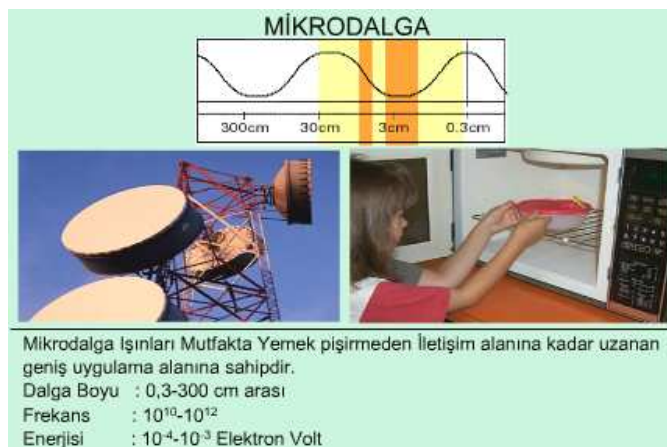 MİKRODALGA
300cm 30cm 3cm 0.3cm
Mikrodalga Işınları Mutfakta Yemek pişirmeden İletişim alanına kadar uzanan
geniş uygulama alanına sahipdir.
Dalga Boyu : 0,3-300 cm arası
Frekans : 10¹⁰-10¹²
Enerjisi : 10⁻⁴-10⁻³ Elektron Volt